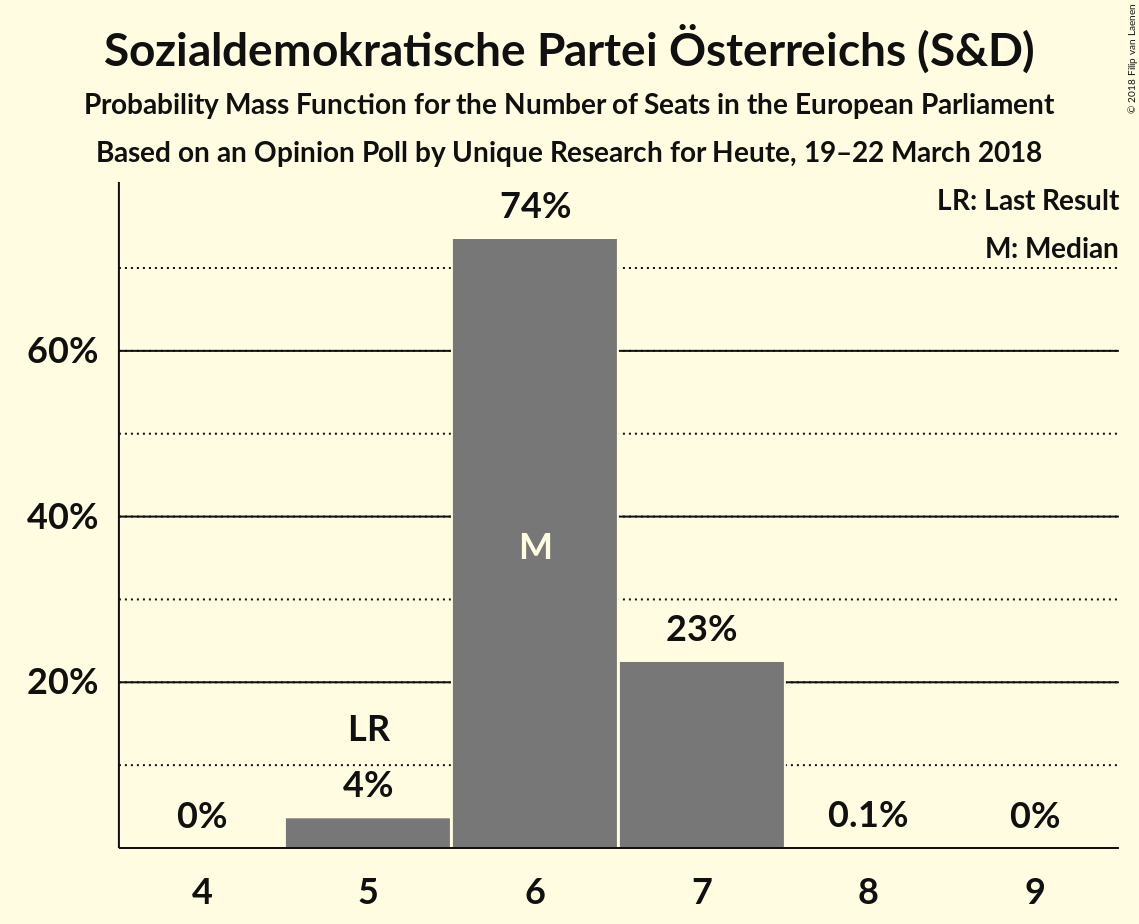 Sozialdemokratische Partei Österreichs (S&D)
Probability Mass Function for the Number of Seats in the European Parliament
Based on an Opinion Poll by Unique Research for Heute, 19–22 March 2018
© 2018 Filip van Laenen
LR: Last Result
M: Median
74%
60%
40%
M
23%
20%
LR
4%
0%
0.1%
0%
4 5 6 7 8 9